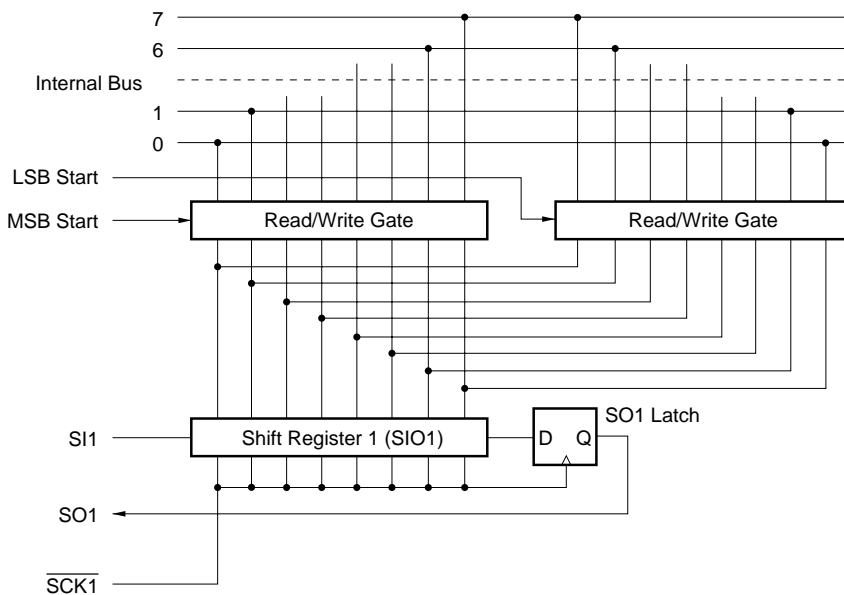 7
6
Internal Bus
1
0
LSB Start
MSB Start
Read/Write Gate
Read/Write Gate
SO1 Latch
SI1
Shift Register 1 (SIO1)
D Q
SO1
SCK1